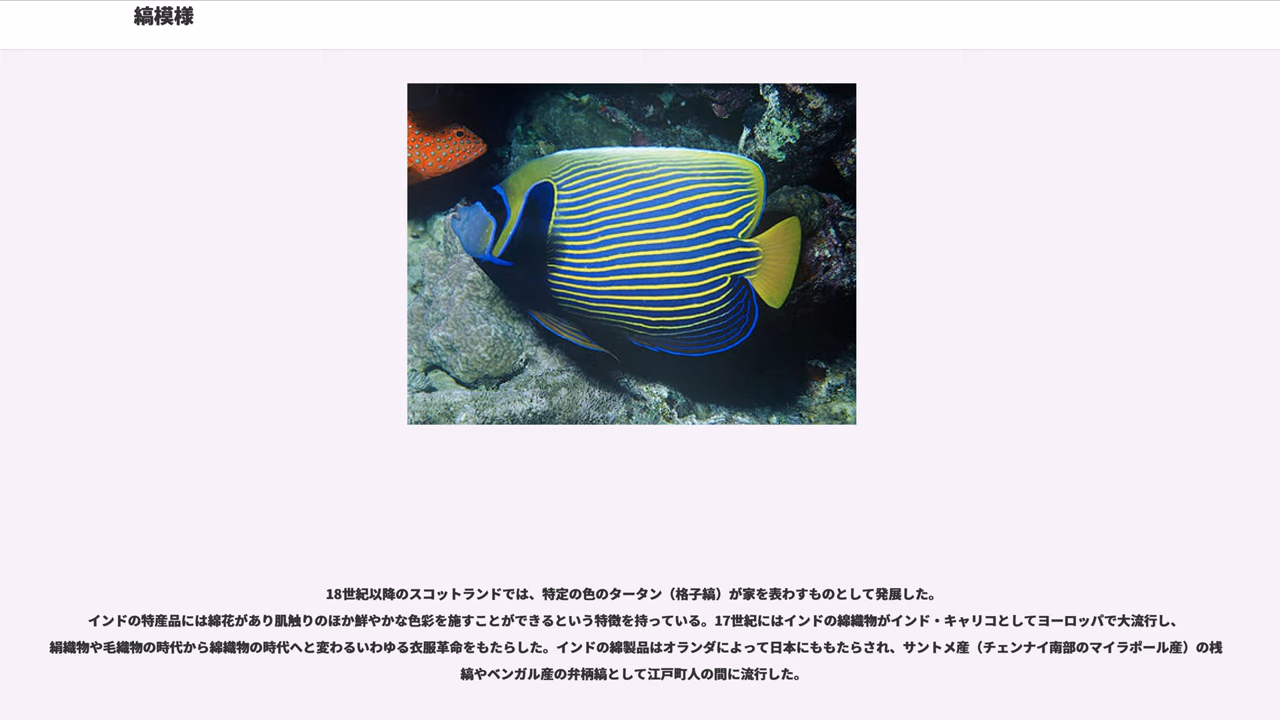 縞模様
18世紀以降のスコットランドでは、特定の色のタータン（格子縞）が家を表わすものとして発展した。
インドの特産品には綿花があり肌触りのほか鮮やかな色彩を施すことができるという特徴を持っている。17世紀にはインドの綿織物がインド・キャリコとしてヨーロッパで大流行し、
絹織物や毛織物の時代から綿織物の時代へと変わるいわゆる衣服革命をもたらした。インドの綿製品はオランダによって日本にももたらされ、サントメ産（チェンナイ南部のマイラポール産）の桟
縞やベンガル産の弁柄縞として江戸町人の間に流行した。